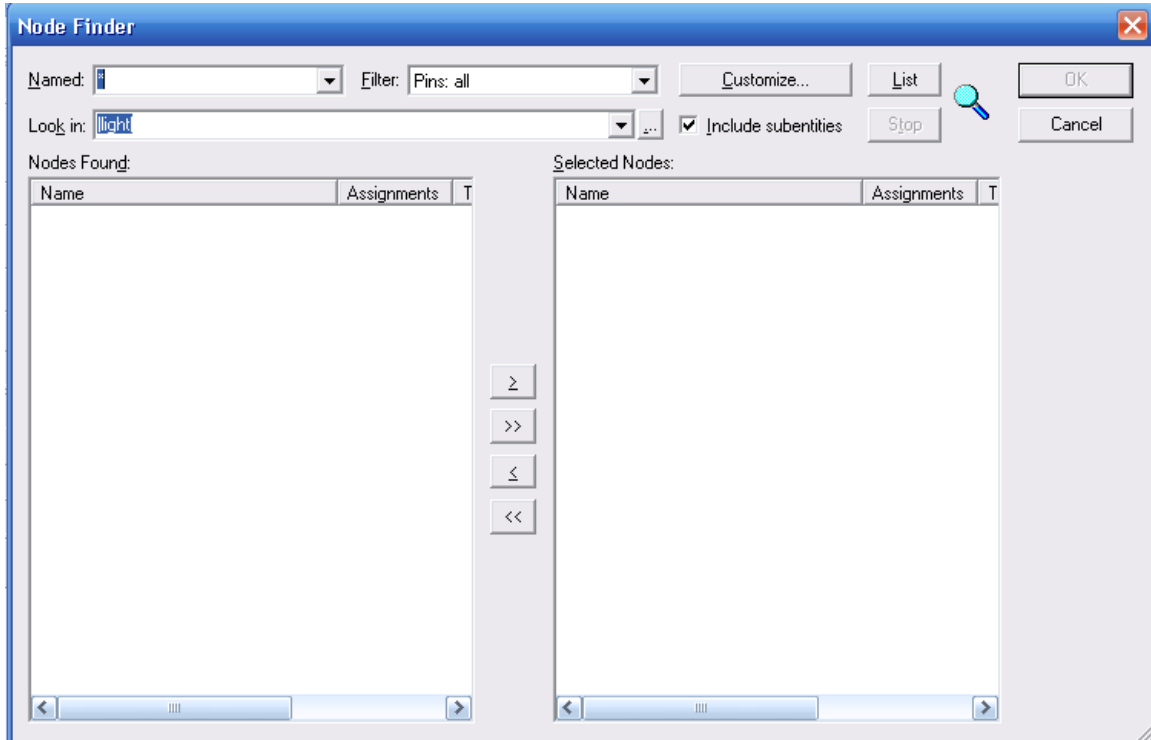 Node Finder
Named: * Filter: Pins: all Customize... List OK
Look in: |light ... Include subentities Stop Cancel
Nodes Found: Selected Nodes:
Name Assignments T Name Assignments T
>
>>
<
<<